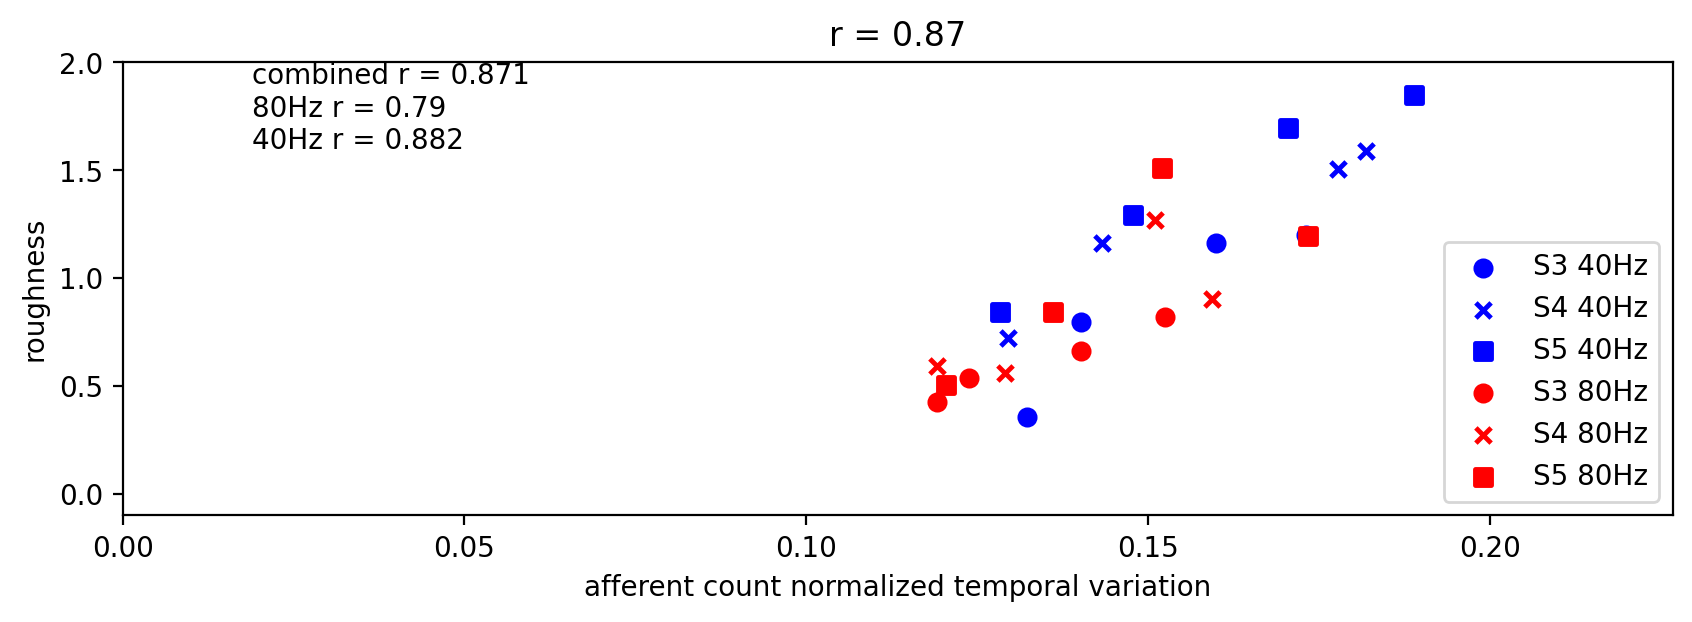 r = 0.87
combined r = 0.871
80Hz r = 0.79
40Hz r = 0.882
2.0
1.5
1.0
0.5
0.0
roughness
S3 40Hz
S4 40Hz
S5 40Hz
S3 80Hz
S4 80Hz
S5 80Hz
0.00 0.05 0.10 0.15 0.20
afferent count normalized temporal variation